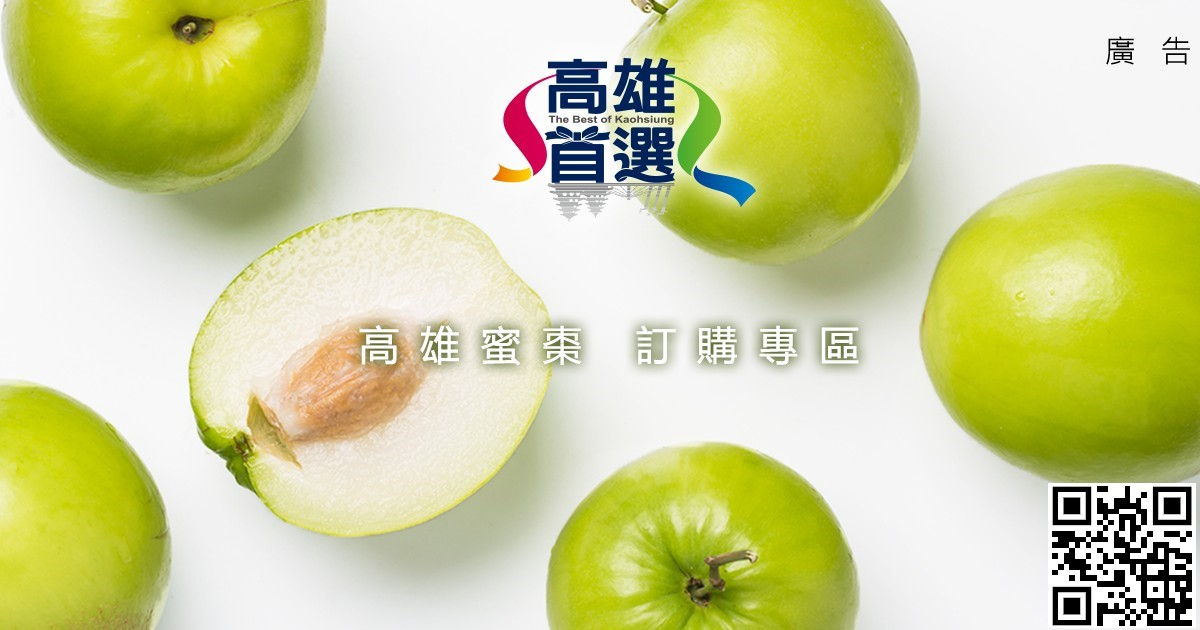 廣告
高雄
The Best of Kaohsiung
首選
高雄蜜棗 訂購專區